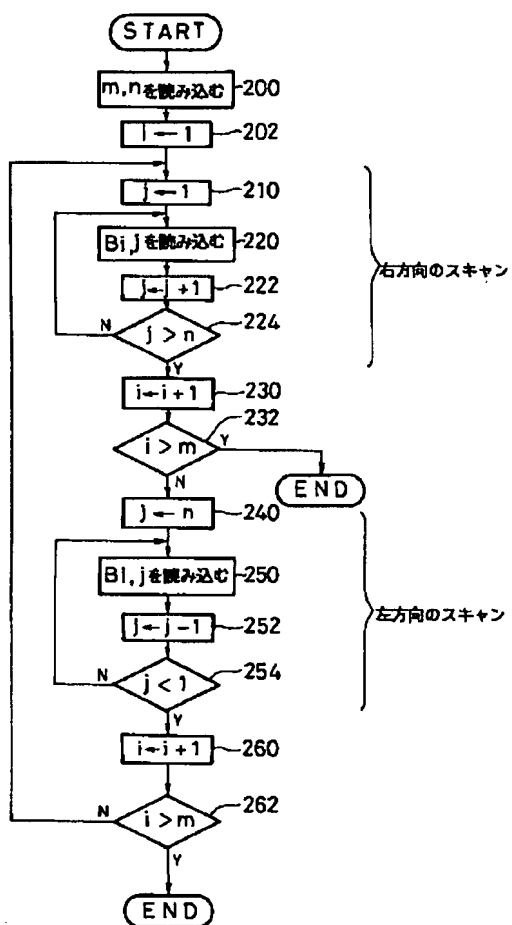 START
m,nを読み込む 200
i←1 202
j←1 210
Bi,jを読み込む 220
j←j+1 222
右方向のスキャン
224
N j>n
Y
i←i+1 230
232
i>m Y
N
END
j←n 240
Bi,jを読み込む 250
j←j-1 252
左方向のスキャン
254
N j<1
Y
i←i+1 260
262
N i>m
Y
END